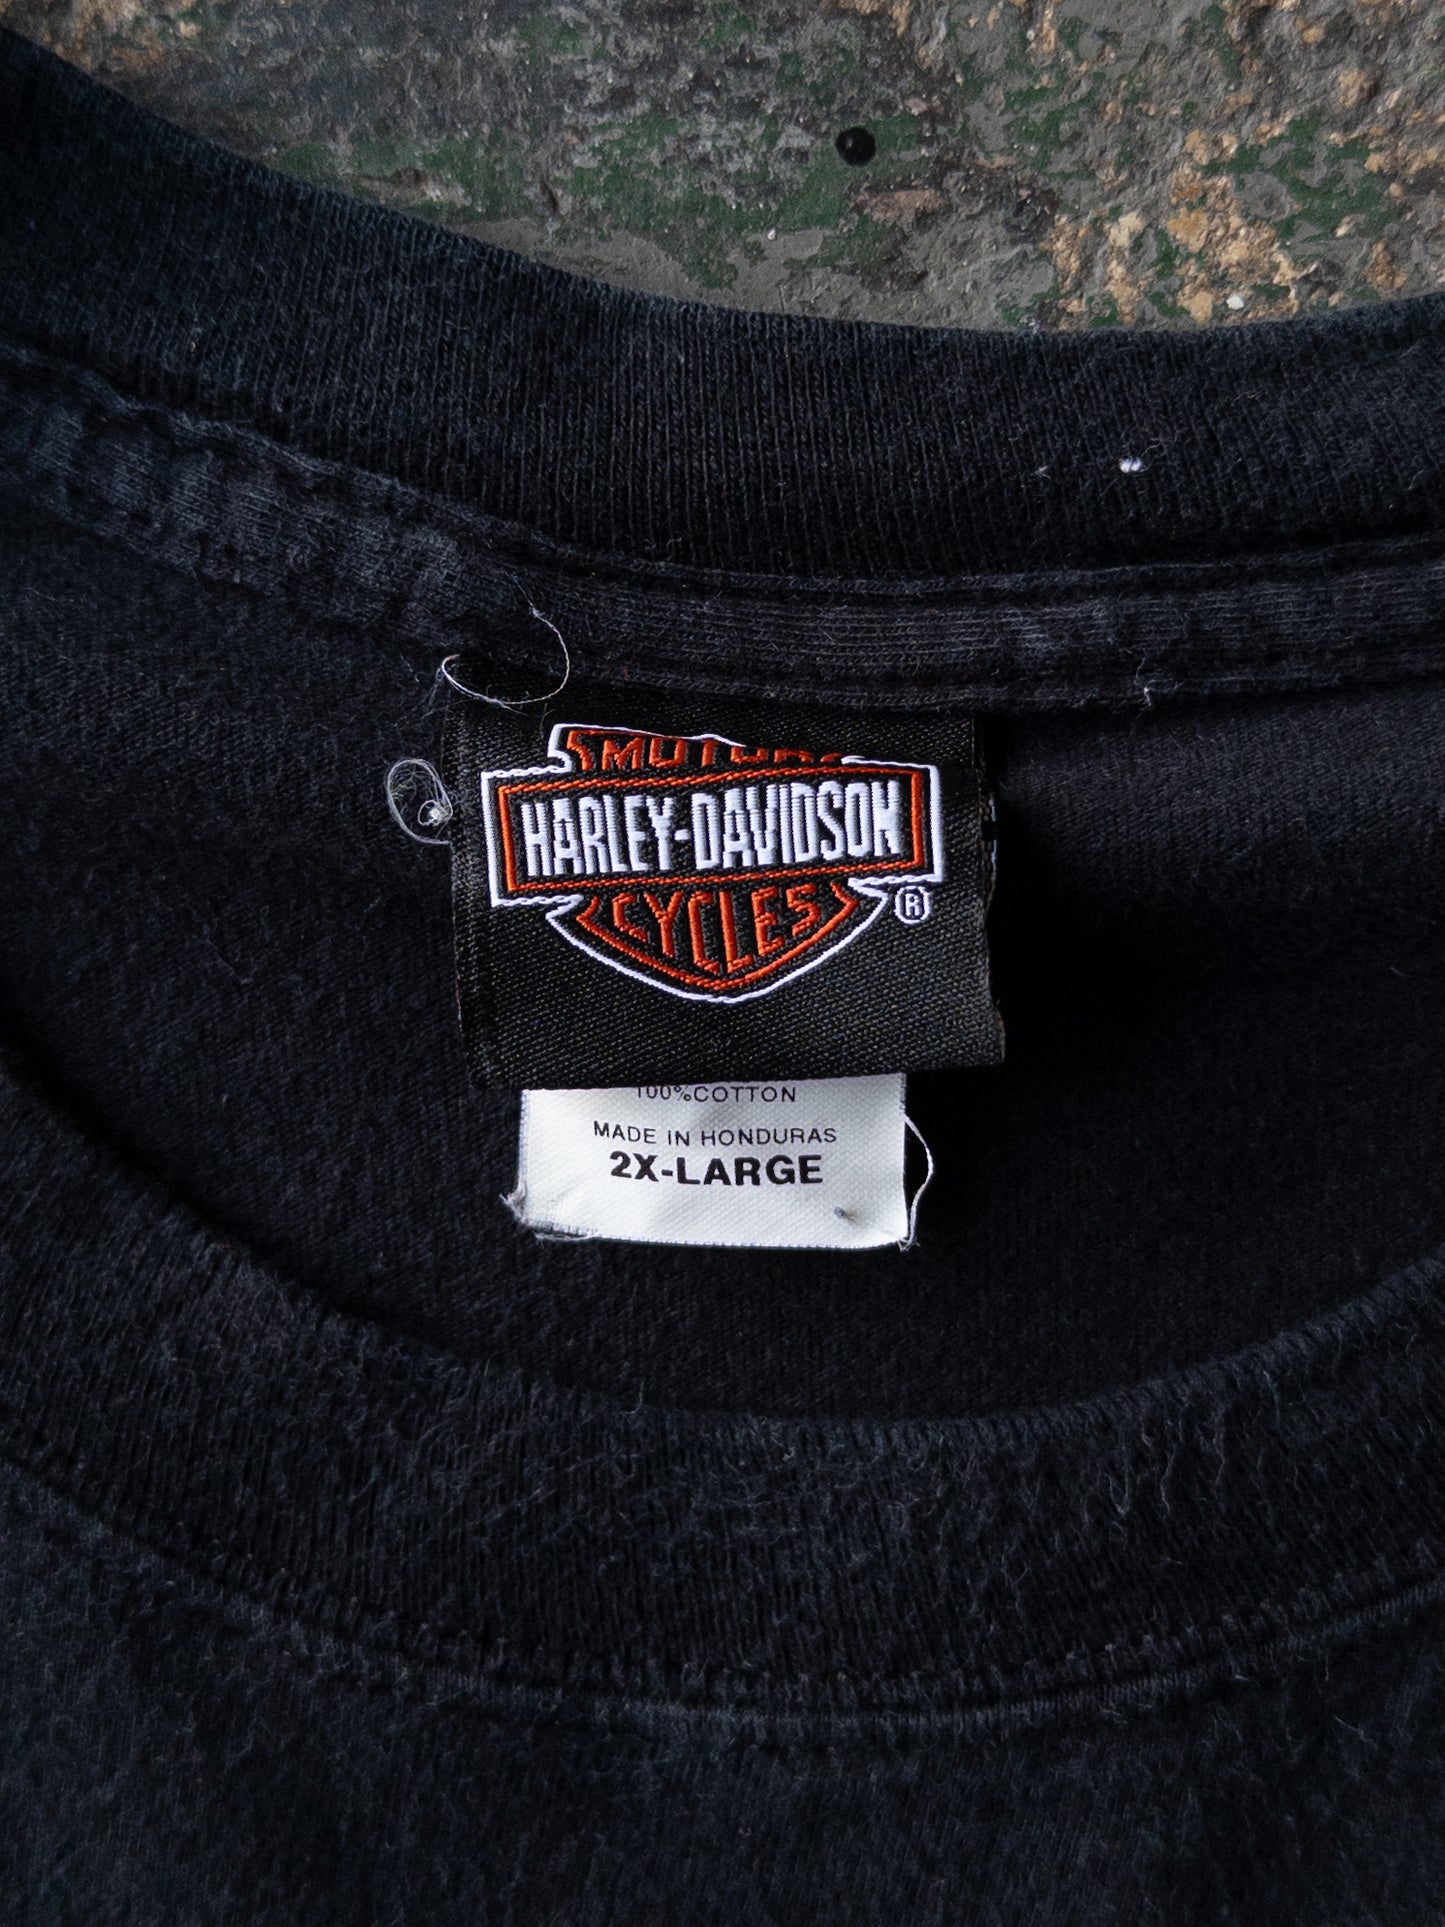 MOTOR
HARLEY-DAVIDSON
CYCLES
®
100%COTTON
MADE IN HONDURAS
2X-LARGE